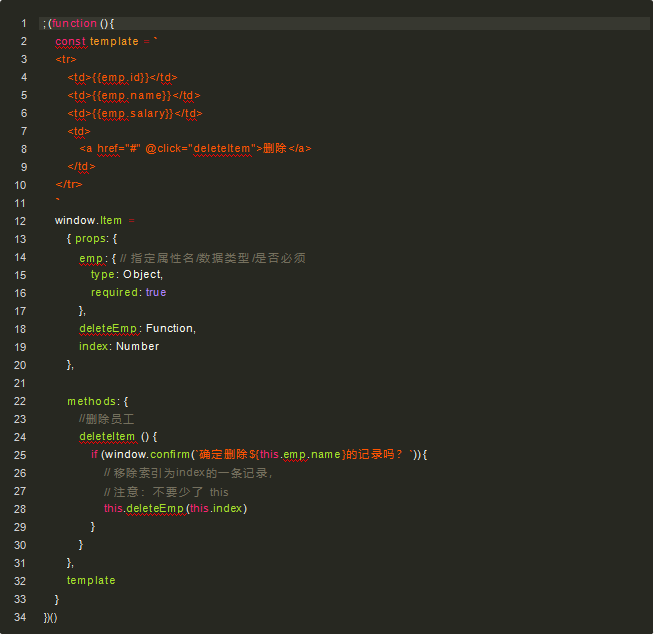 1 ;(function(){
2 const template = `
3 <tr>
4 <td>{{emp.id}}</td>
5 <td>{{emp.name}}</td>
6 <td>{{emp.salary}}</td>
7 <td>
8 <a href="#" @click="deleteItem">删除</a>
9 </td>
10 </tr>
11 `
12 window.Item =
13 { props: {
14 emp: { // 指定属性名/数据类型/是否必须
15 type: Object,
16 required: true
17 },
18 deleteEmp: Function,
19 index: Number
20 },
21
22 methods: {
23 //删除员工
24 deleteItem () {
25 if (window.confirm(`确定删除${this.emp.name}的记录吗？`)){
26 // 移除索引为index的一条记录,
27 // 注意：不要少了 this
28 this.deleteEmp(this.index)
29 }
30 }
31 },
32 template
33 }
34 })()